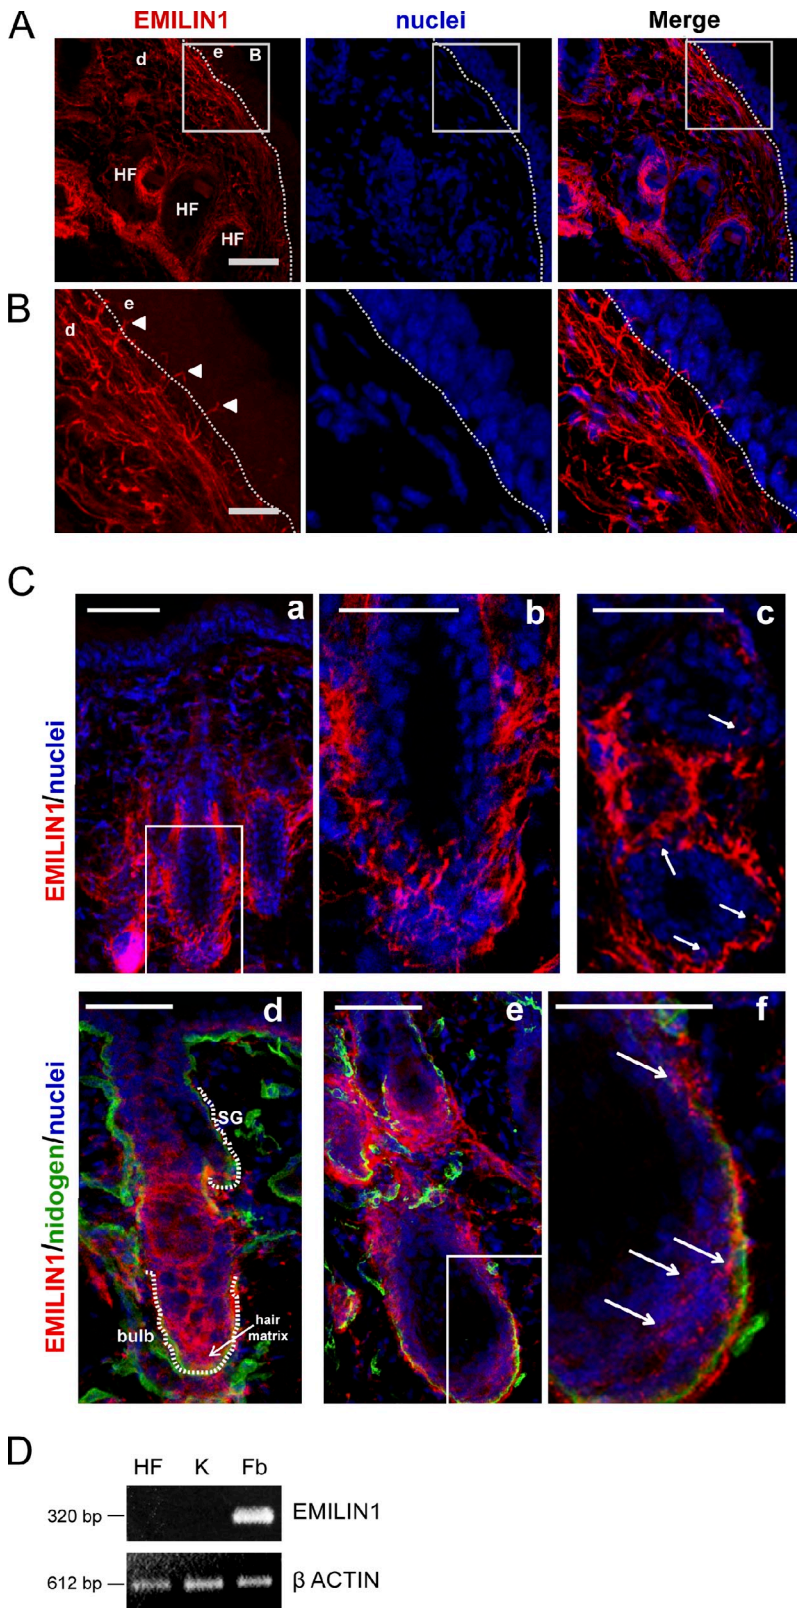 A
EMILIN1
nuclei
Merge
d
e
B
HF
HF
HF
B
e
d
C
EMILIN1/nuclei
a
b
c
EMILIN1/nidogen/nuclei
d
e
f
SG
bulb
hair
matrix
D
HF K Fb
320 bp
EMILIN1
612 bp
β ACTIN